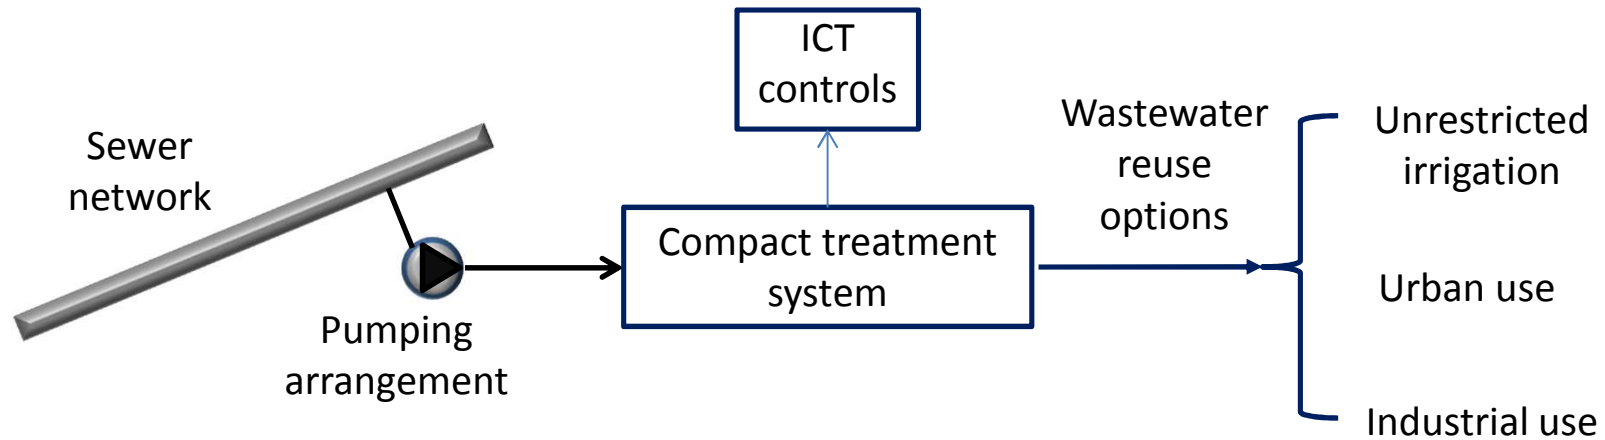 Sewer
network
Pumping
arrangement
ICT
controls
Compact treatment
system
Wastewater
reuse
options
Unrestricted
irrigation
Urban use
Industrial use